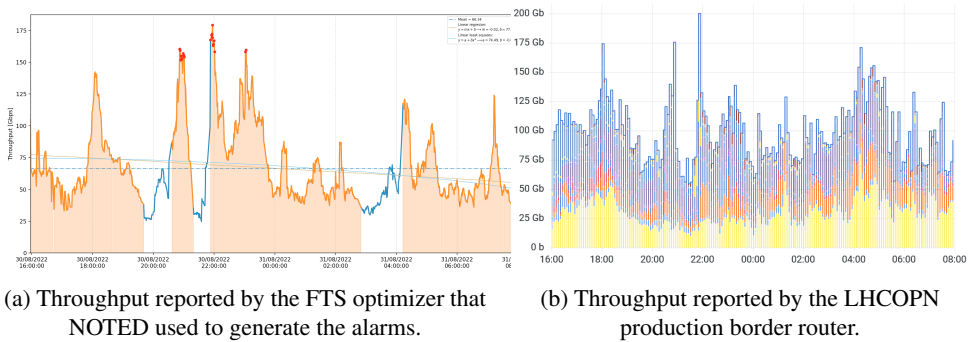 Mean = 66.34
Linear regression:
Linear least squares:
Throughput [Gbps]
175
150
125
100
75
50
25
0
30/08/2022 30/08/2022 30/08/2022 30/08/2022 31/08/2022 31/08/2022 31/08/2022 31/08/2022 31/0
16:00:00 18:00:00 20:00:00 22:00:00 00:00:00 02:00:00 04:00:00 06:00:00 08
200 Gb
175 Gb
150 Gb
125 Gb
100 Gb
75 Gb
50 Gb
25 Gb
0 b
16:00 18:00 20:00 22:00 00:00 02:00 04:00 06:00 08:00
(a) Throughput reported by the FTS optimizer that
NOTED used to generate the alarms.
(b) Throughput reported by the LHCOPN
production border router.